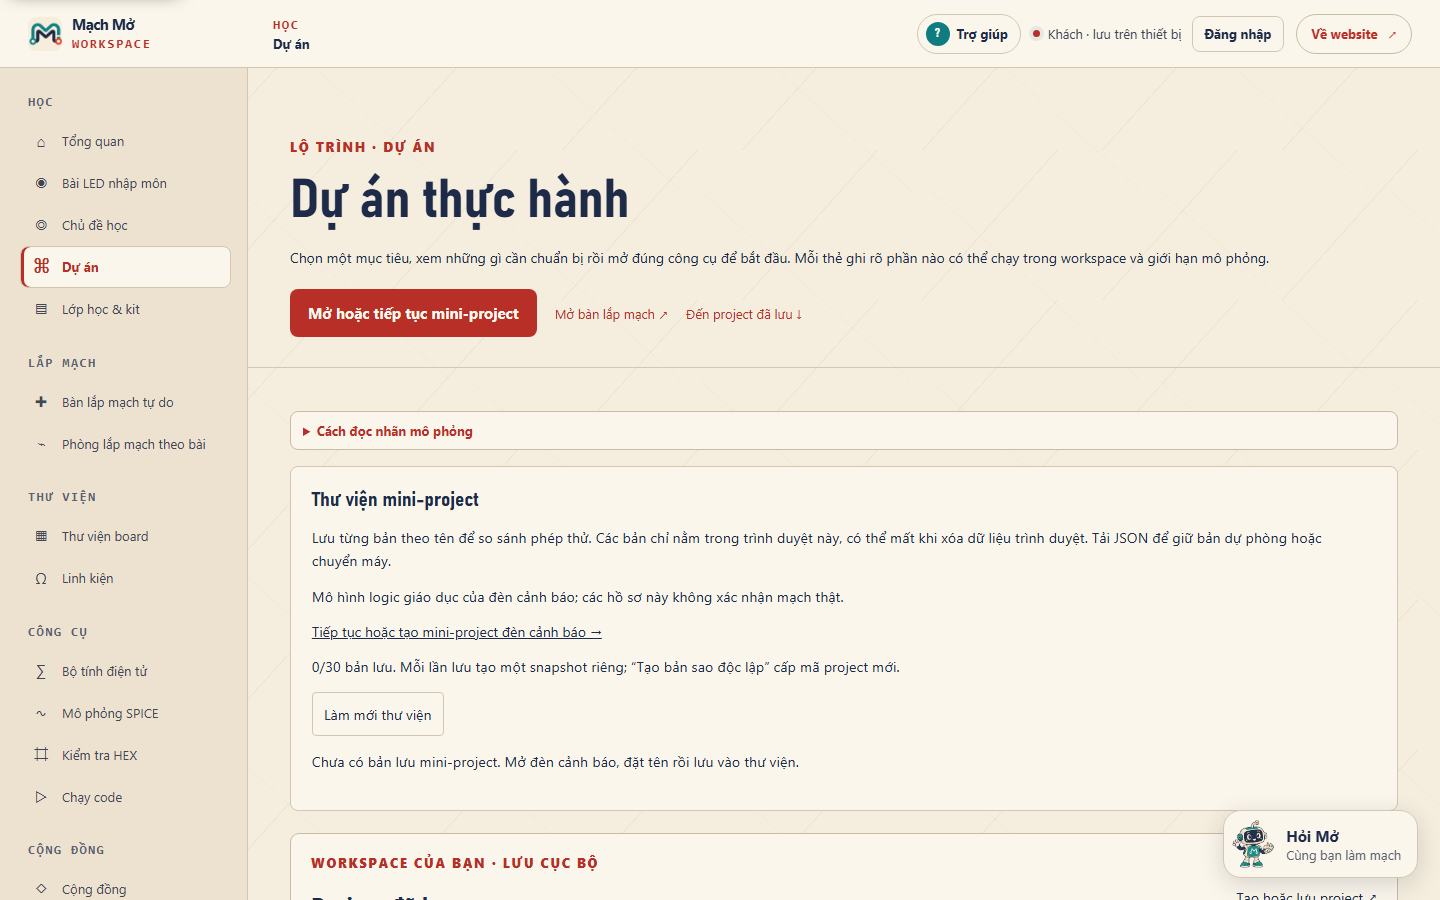 Mạch Mở
WORKSPACE
HỌC
Dự án
? Trợ giúp
Khách · lưu trên thiết bị
Đăng nhập
Về website ↗
HỌC
Tổng quan
Bài LED nhập môn
Chủ đề học
Dự án
Lớp học & kit
LẮP MẠCH
Bàn lắp mạch tự do
Phòng lắp mạch theo bài
THƯ VIỆN
Thư viện board
Linh kiện
CÔNG CỤ
Bộ tính điện tử
Mô phỏng SPICE
Kiểm tra HEX
Chạy code
CỘNG ĐỒNG
Cộng đồng
LỘ TRÌNH · DỰ ÁN
Dự án thực hành
Chọn một mục tiêu, xem những gì cần chuẩn bị rồi mở đúng công cụ để bắt đầu. Mỗi thẻ ghi rõ phần nào có thể chạy trong workspace và giới hạn mô phỏng.
Mở hoặc tiếp tục mini-project
Mở bàn lắp mạch ↗
Đến project đã lưu ↓
▶ Cách đọc nhãn mô phỏng
Thư viện mini-project
Lưu từng bản theo tên để so sánh phép thử. Các bản chỉ nằm trong trình duyệt này, có thể mất khi xóa dữ liệu trình duyệt. Tải JSON để giữ bản dự phòng hoặc
chuyển máy.
Mô hình logic giáo dục của đèn cảnh báo; các hồ sơ này không xác nhận mạch thật.
Tiếp tục hoặc tạo mini-project đèn cảnh báo →
0/30 bản lưu. Mỗi lần lưu tạo một snapshot riêng; “Tạo bản sao độc lập” cấp mã project mới.
Làm mới thư viện
Chưa có bản lưu mini-project. Mở đèn cảnh báo, đặt tên rồi lưu vào thư viện.
WORKSPACE CỦA BẠN · LƯU CỤC BỘ
Tạo hoặc lưu project ↗
Hỏi Mở
Cùng bạn làm mạch